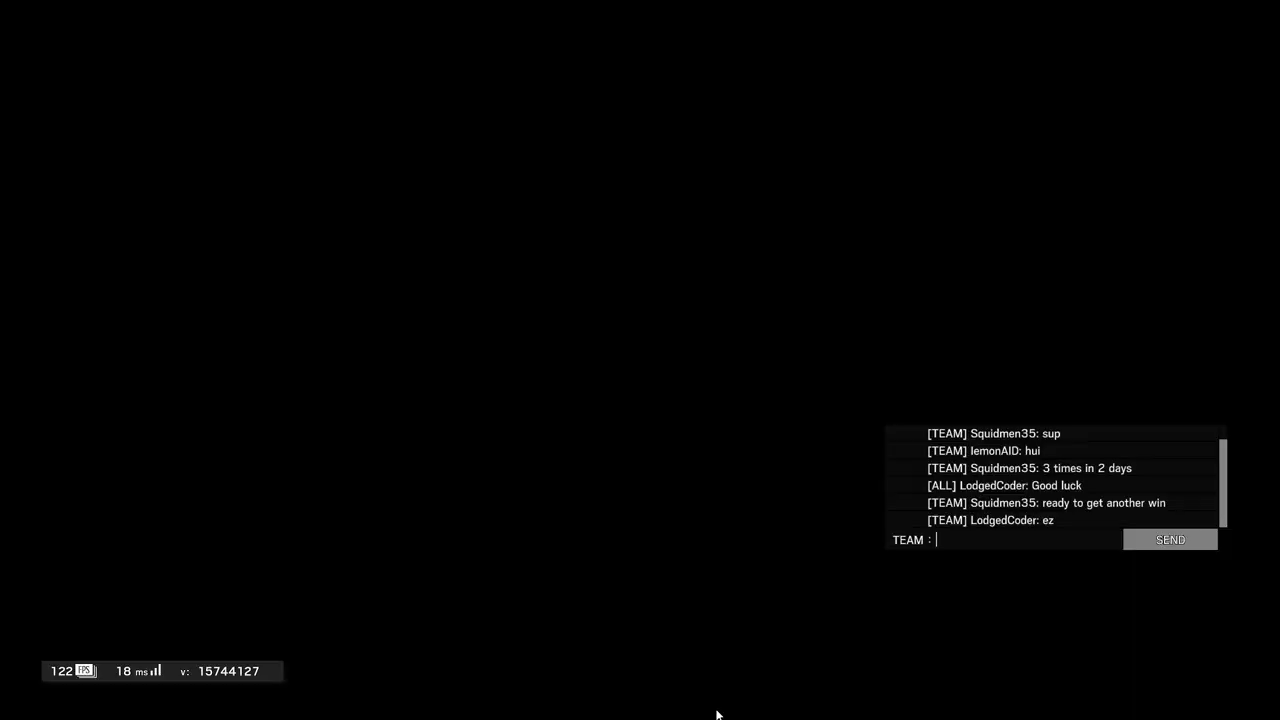 [TEAM] Squidmen35: sup
[TEAM] lemonAID: hui
[TEAM] Squidmen35: 3 times in 2 days
[ALL] LodgedCoder: Good luck
[TEAM] Squidmen35: ready to get another win
[TEAM] LodgedCoder: ez
TEAM : SEND
122 FPS 18 ms v: 15744127